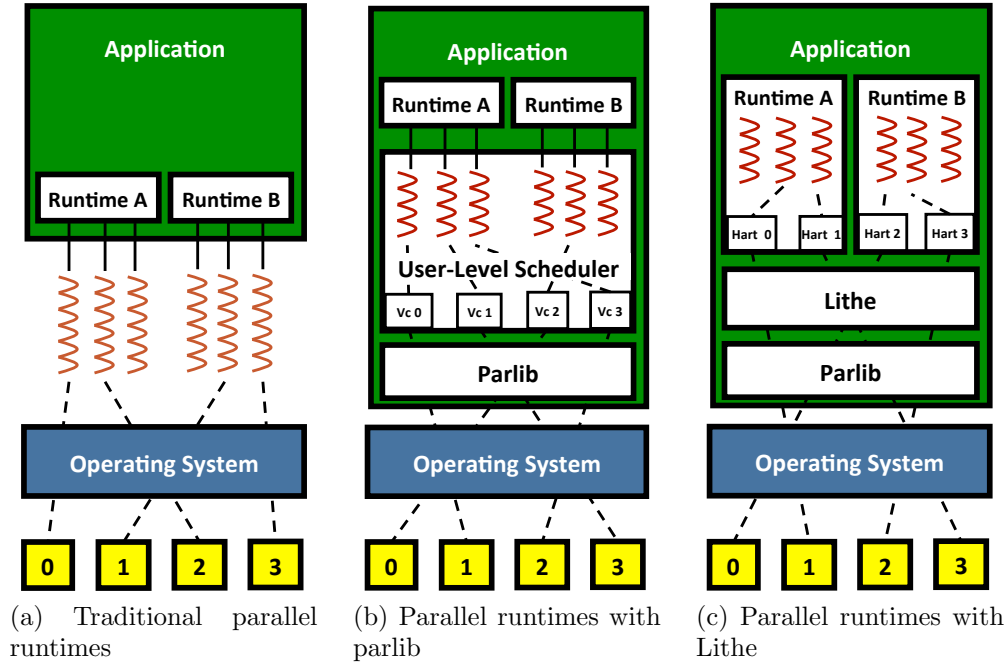 Application
Runtime A
Runtime B
Operating System
0 1 2 3
(a) Traditional parallel
runtimes
Application
Runtime A
Runtime B
User-Level Scheduler
Vc 0
Vc 1
Vc 2
Vc 3
Parlib
Operating System
0 1 2 3
(b) Parallel runtimes with
parlib
Application
Runtime A
Runtime B
Hart 0
Hart 1
Hart 2
Hart 3
Lithe
Parlib
Operating System
0 1 2 3
(c) Parallel runtimes with
Lithe